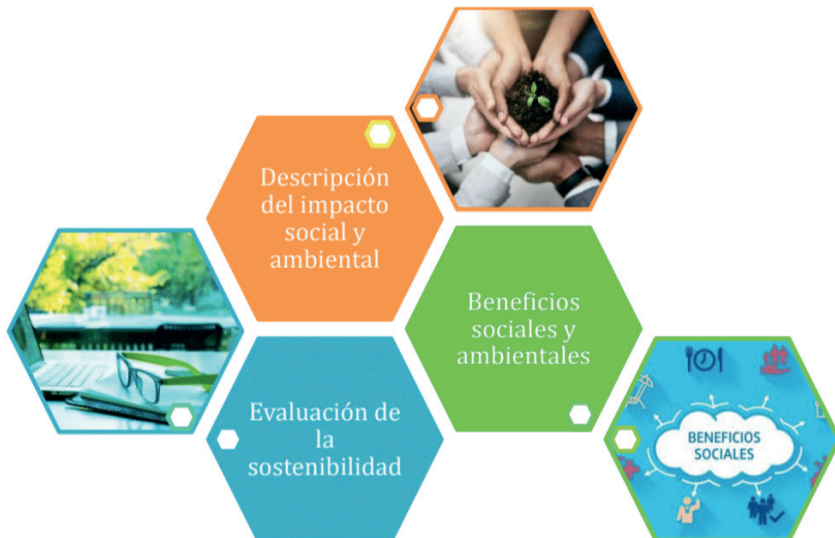 Descripción
del impacto
social y
ambiental
Beneficios
sociales y
ambientales
Evaluación de
la
sostenibilidad
BENEFICIOS
SOCIALES